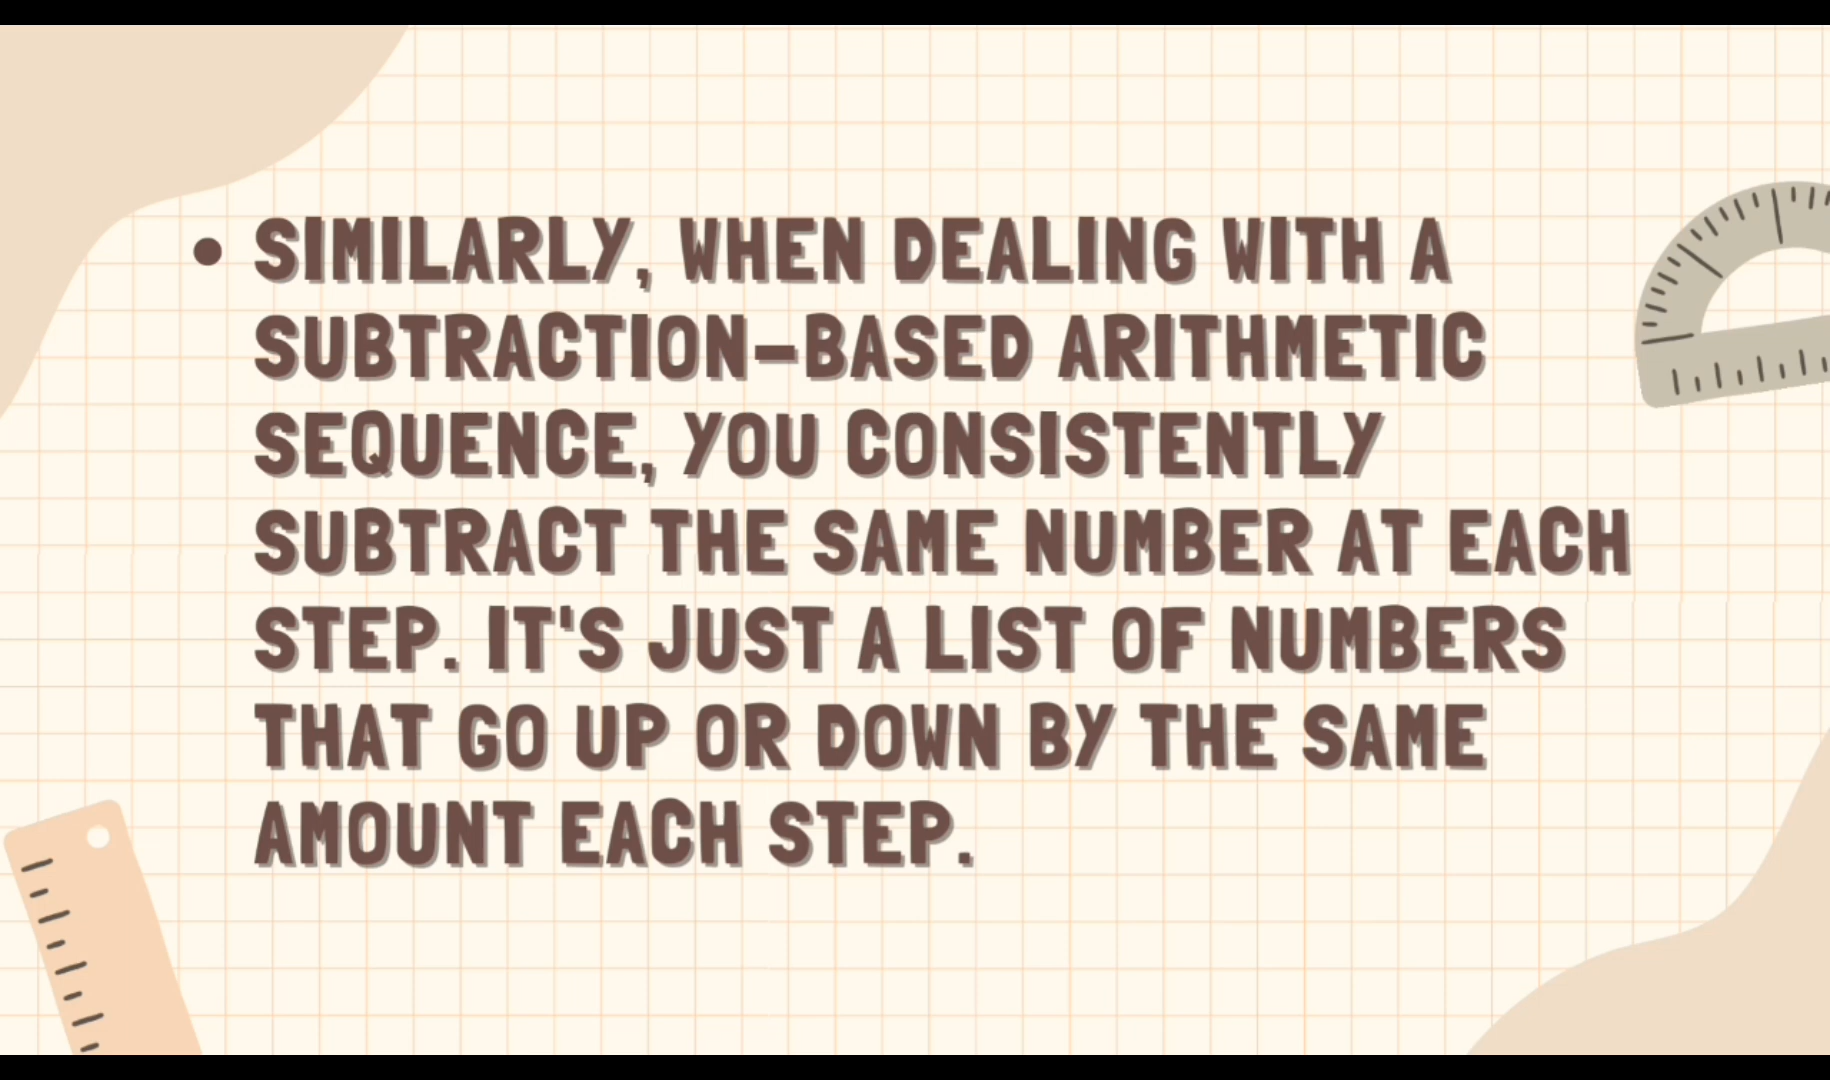 • SIMILARLY, WHEN DEALING WITH A
SUBTRACTION-BASED ARITHMETIC
SEQUENCE, YOU CONSISTENTLY
SUBTRACT THE SAME NUMBER AT EACH
STEP. IT'S JUST A LIST OF NUMBERS
THAT GO UP OR DOWN BY THE SAME
AMOUNT EACH STEP.